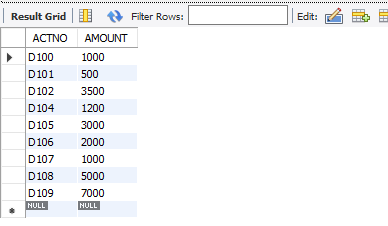 Result Grid Filter Rows: Edit:
ACTNO AMOUNT
D100 1000
D101 500
D102 3500
D104 1200
D105 3000
D106 2000
D107 1000
D108 5000
D109 7000
NULL NULL